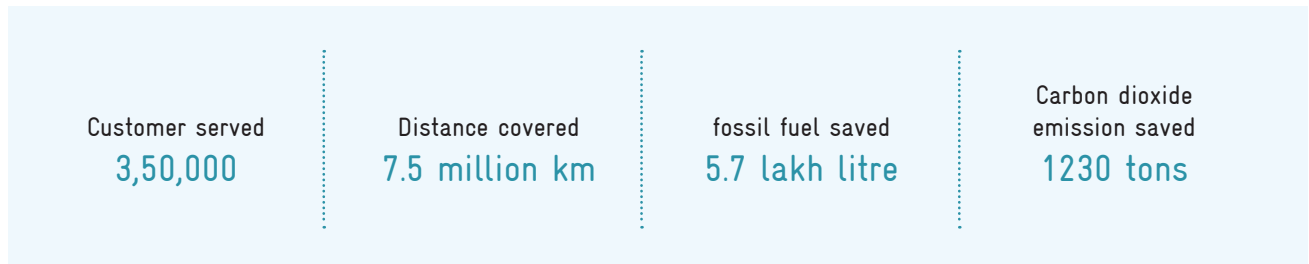 Customer served
3,50,000
Distance covered
7.5 million km
fossil fuel saved
5.7 lakh litre
Carbon dioxide
emission saved
1230 tons